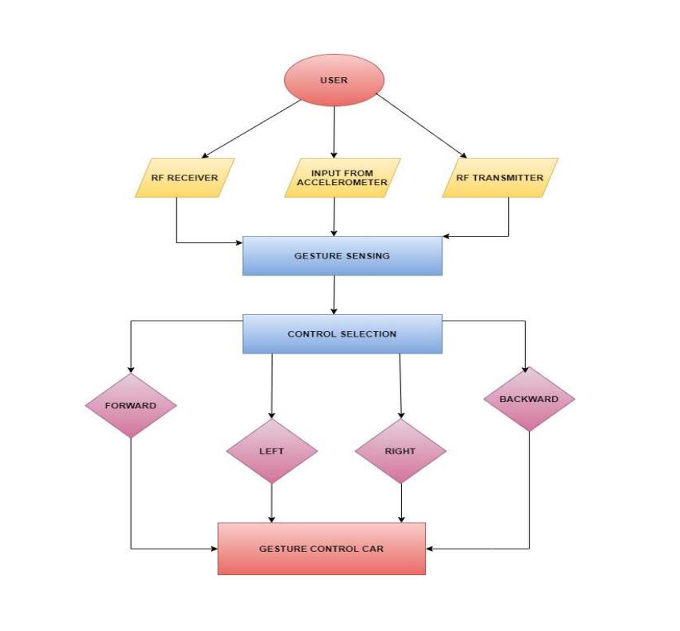 USER
RF RECEIVER
INPUT FROM
ACCELEROMETER
RF TRANSMITTER
GESTURE SENSING
CONTROL SELECTION
FORWARD
BACKWARD
LEFT
RIGHT
GESTURE CONTROL CAR